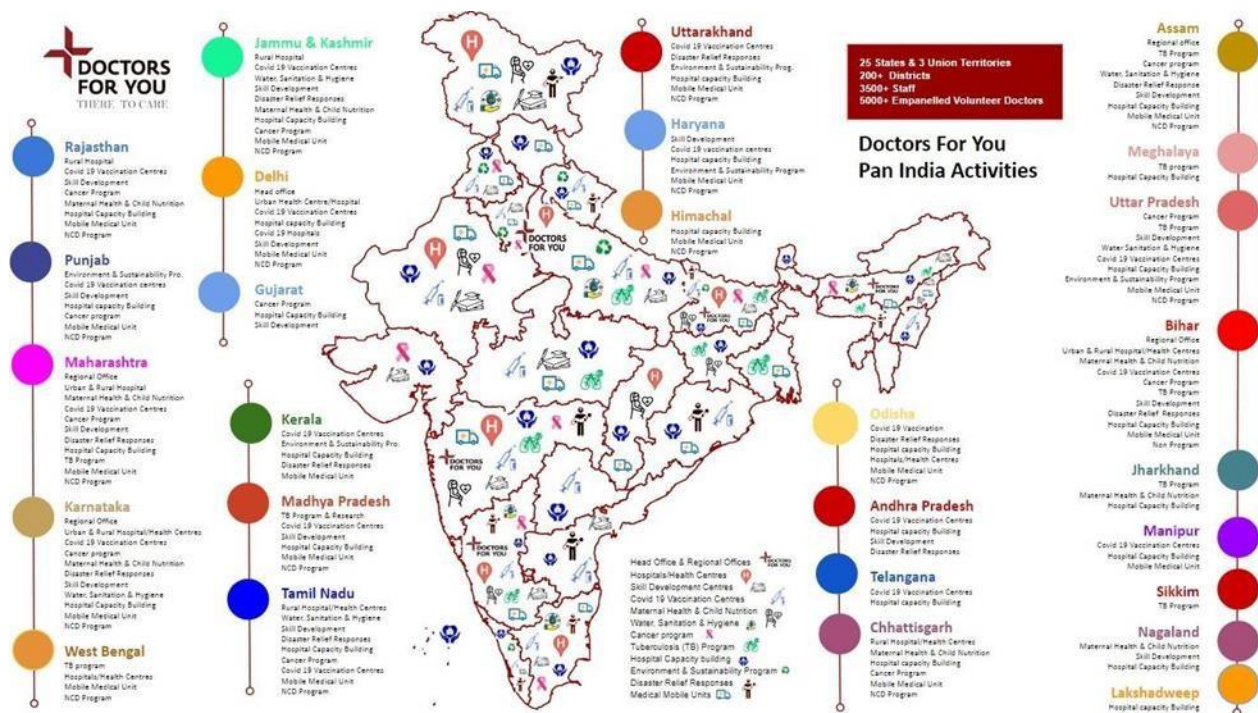 DOCTORS
FOR YOU
THERE TO CARE
Rajasthan
Rural Hospital
Covid 19 Vaccination Centres
Skill Development
Cancer Program
Maternal Health & Child Nutrition
Hospital Capacity Building
Mobile Medical Unit
NCD Program
Punjab
Environment & Sustainability Pro.
Covid 19 Vaccination centres
Skill Development
Hospital capacity Building
Cancer program
Mobile Medical Unit
NCD Program
Maharashtra
Regional Office
Urban & Rural Hospital
Maternal Health & Child Nutrition
Covid 19 Vaccination Centres
Cancer Program
Skill Development
Disaster Relief Responses
Hospital Capacity Building
TB Program
Mobile Medical Unit
NCD Program
Karnataka
Regional Office
Urban & Rural Hospital/Health Centres
Covid 19 Vaccination Centres
Cancer program
Maternal Health & Child Nutrition
Disaster Relief Responses
Skill Development
Water, Sanitation & Hygiene
Hospital Capacity Building
Mobile Medical Unit
NCD Program
West Bengal
TB program
Hospitals/Health Centres
Mobile Medical Unit
NCD Program
Jammu & Kashmir
Rural Hospital
Covid 19 Vaccination Centres
Water, Sanitation & Hygiene
Skill Development
Disaster Relief Responses
Maternal Health & Child Nutrition
Hospital Capacity Building
Cancer Program
Mobile Medical Unit
NCD Program
Delhi
Head office
Urban Health Centre/Hospital
Covid 19 Vaccination Centres
Hospital capacity Building
Covid 19 Hospitals
Skill Development
Mobile Medical Unit
NCD Program
Gujarat
Cancer Program
Hospital Capacity Building
Skill Development
Kerala
Covid 19 Vaccination Centres
Environment & Sustainability Pro.
Hospital Capacity Building
Disaster Relief Responses
Mobile Medical Unit
Madhya Pradesh
TB Program & Research
Covid 19 Vaccination Centres
Skill Development
Hospital Capacity Building
Mobile Medical Unit
NCD Program
Tamil Nadu
Rural Hospital/Health Centres
Water, Sanitation & Hygiene
Skill Development
Disaster Relief Responses
Hospital Capacity Building
Cancer Program
Covid 19 Vaccination Centres
Mobile Medical Unit
NCD Program
Uttarakhand
Covid 19 Vaccination Centres
Disaster Relief Responses
Environment & Sustainability Prog.
Hospital capacity Building
Mobile Medical Unit
NCD Program
Haryana
Skill Development
Covid 19 vaccination centres
Hospital capacity Building
Environment & Sustainability Program
Mobile Medical Unit
NCD Program
Himachal
Hospital capacity Building
Mobile Medical Unit
NCD Program
25 States & 3 Union Territories
200+ Districts
3500+ Staff
5000+ Empanelled Volunteer Doctors
Doctors For You
Pan India Activities
H
H
H
DOCTORS
FOR YOU
H
DOCTORS
FOR YOU
H
H
DOCTORS
FOR YOU
DOCTORS
FOR YOU
H
H
Head Office & Regional Offices
DOCTORS
FOR YOU
Hospitals/Health Centres
H
Skill Development Centres
Covid 19 Vaccination Centres
Maternal Health & Child Nutrition
Water, Sanitation & Hygiene
Cancer program
Tuberculosis (TB) Program
Hospital Capacity building
Environment & Sustainability Program
Disaster Relief Responses
Medical Mobile Units
Odisha
Covid 19 Vaccination
Disaster Relief Responses
Hospital Capacity Building
Hospitals/Health Centres
Mobile Medical Unit
NCD Program
Andhra Pradesh
Covid 19 Vaccination Centres
Hospital capacity Building
Skill Development
Disaster Relief Responses
Telangana
Covid 19 Vaccination Centres
Hospital capacity Building
Chhattisgarh
Rural Hospital/Health Centres
Maternal Health & Child Nutrition
Hospital capacity Building
Cancer Program
Mobile Medical Unit
NCD Program
Assam
Regional office
TB Program
Cancer program
Water, Sanitation & Hygiene
Disaster Response
Skill Development
Hospital Capacity Building
Mobile Medical Unit
NCD Program
Meghalaya
TB program
Hospital Capacity Building
Uttar Pradesh
Cancer Program
TB Program
Skill Development
Water Sanitation & Hygiene
Covid 19 Vaccination Centres
Hospital Capacity Building
Environment & Sustainability Program
Mobile Medical Unit
NCD Program
Bihar
Regional Office
Urban & Rural Hospital/Health Centres
Maternal Health & Child Nutrition
Covid 19 Vaccination Centres
Cancer Program
TB Program
Skill Development
Disaster Relief Responses
Hospital Capacity Building
Mobile Medical Unit
Non Program
Jharkhand
TB Program
Maternal Health & Child Nutrition
Hospital Capacity Building
Manipur
Covid 19 Vaccination Centres
Hospital Capacity Building
Mobile Medical Unit
Sikkim
TB Program
Nagaland
Maternal Health & Child Nutrition
Skill Development
Hospital Capacity Building
Lakshadweep
Hospital capacity Building